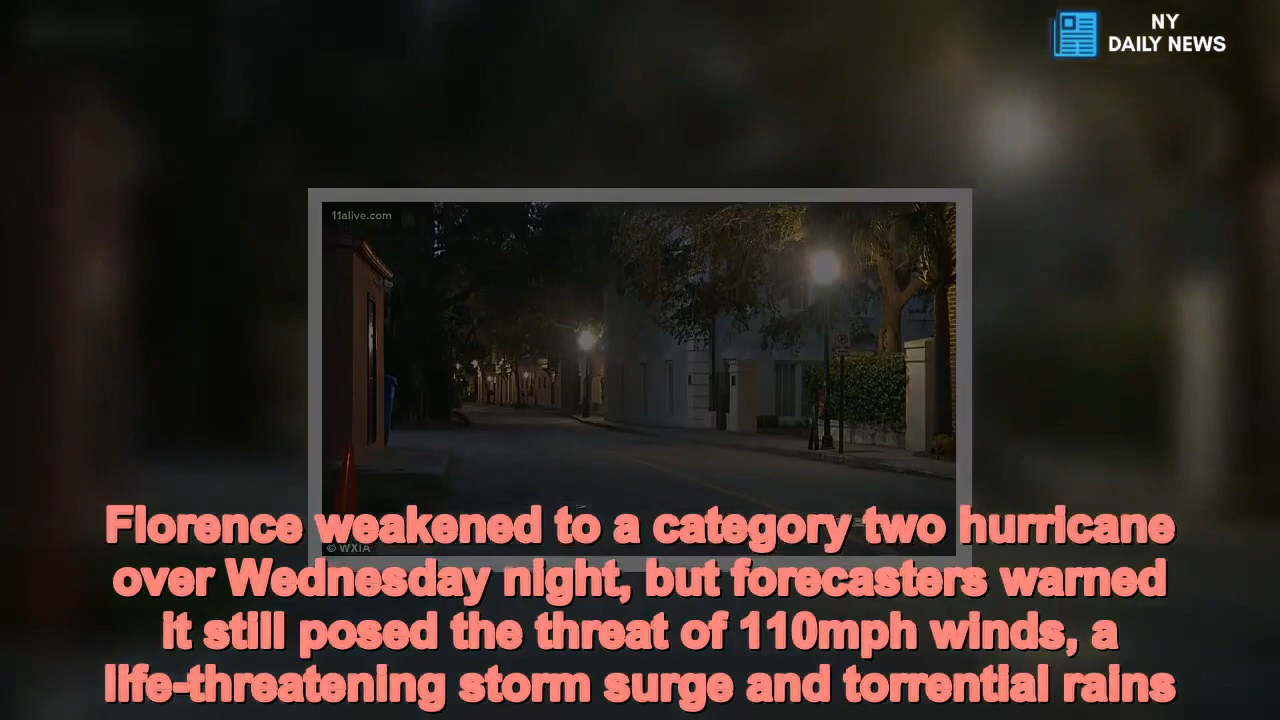 NY
DAILY NEWS
11alive.com
Florence weakened to a category two hurricane
© WXIA
over Wednesday night, but forecasters warned
it still posed the threat of 110mph winds, a
life-threatening storm surge and torrential rains